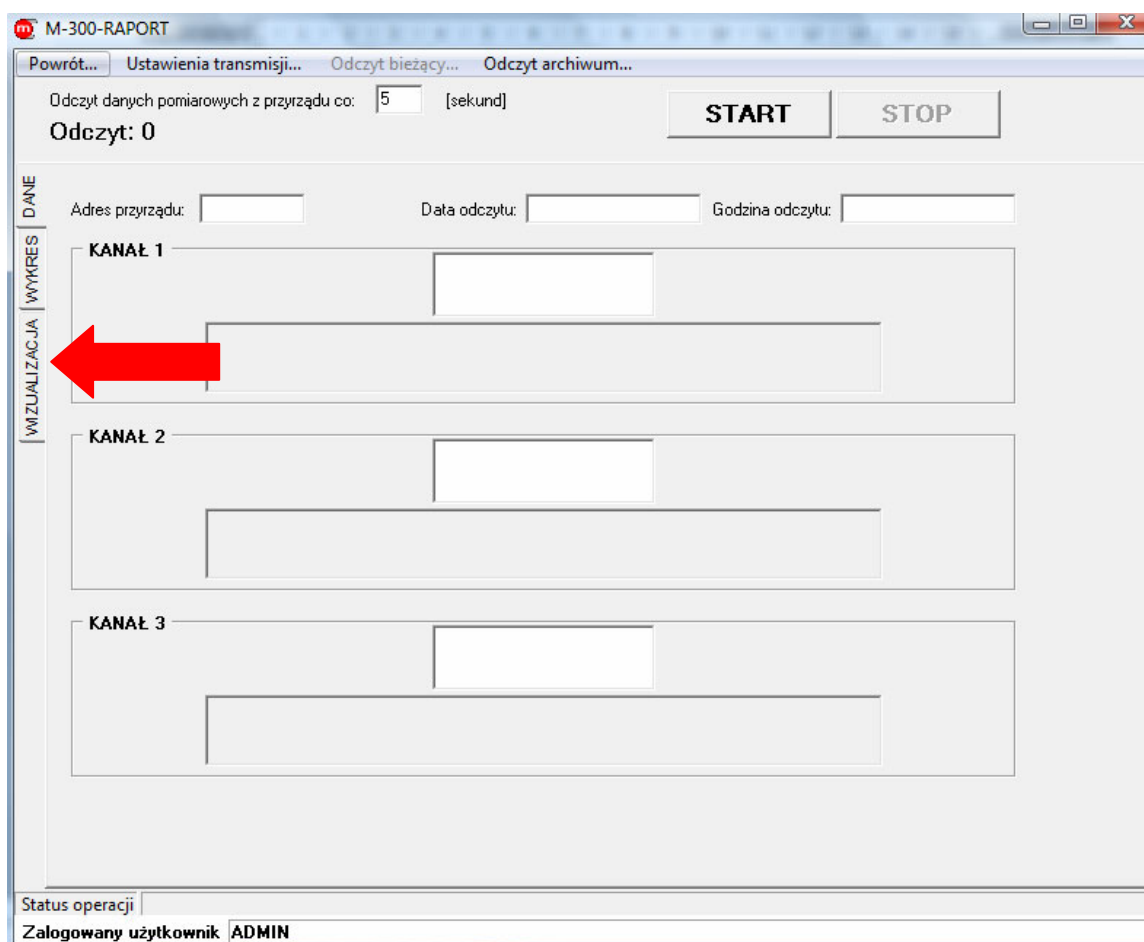 M-300-RAPORT
Powrót... Ustawienia transmisji... Odczyt bieżący... Odczyt archiwum...
Odczyt danych pomiarowych z przyrządu co: 5 [sekund]
Odczyt: 0
START STOP
DANE
WYKRES
WIZUALIZACJA
Adres przyrządu: Data odczytu: Godzina odczytu:
KANAŁ 1
KANAŁ 2
KANAŁ 3
Status operacji
Zalogowany użytkownik ADMIN